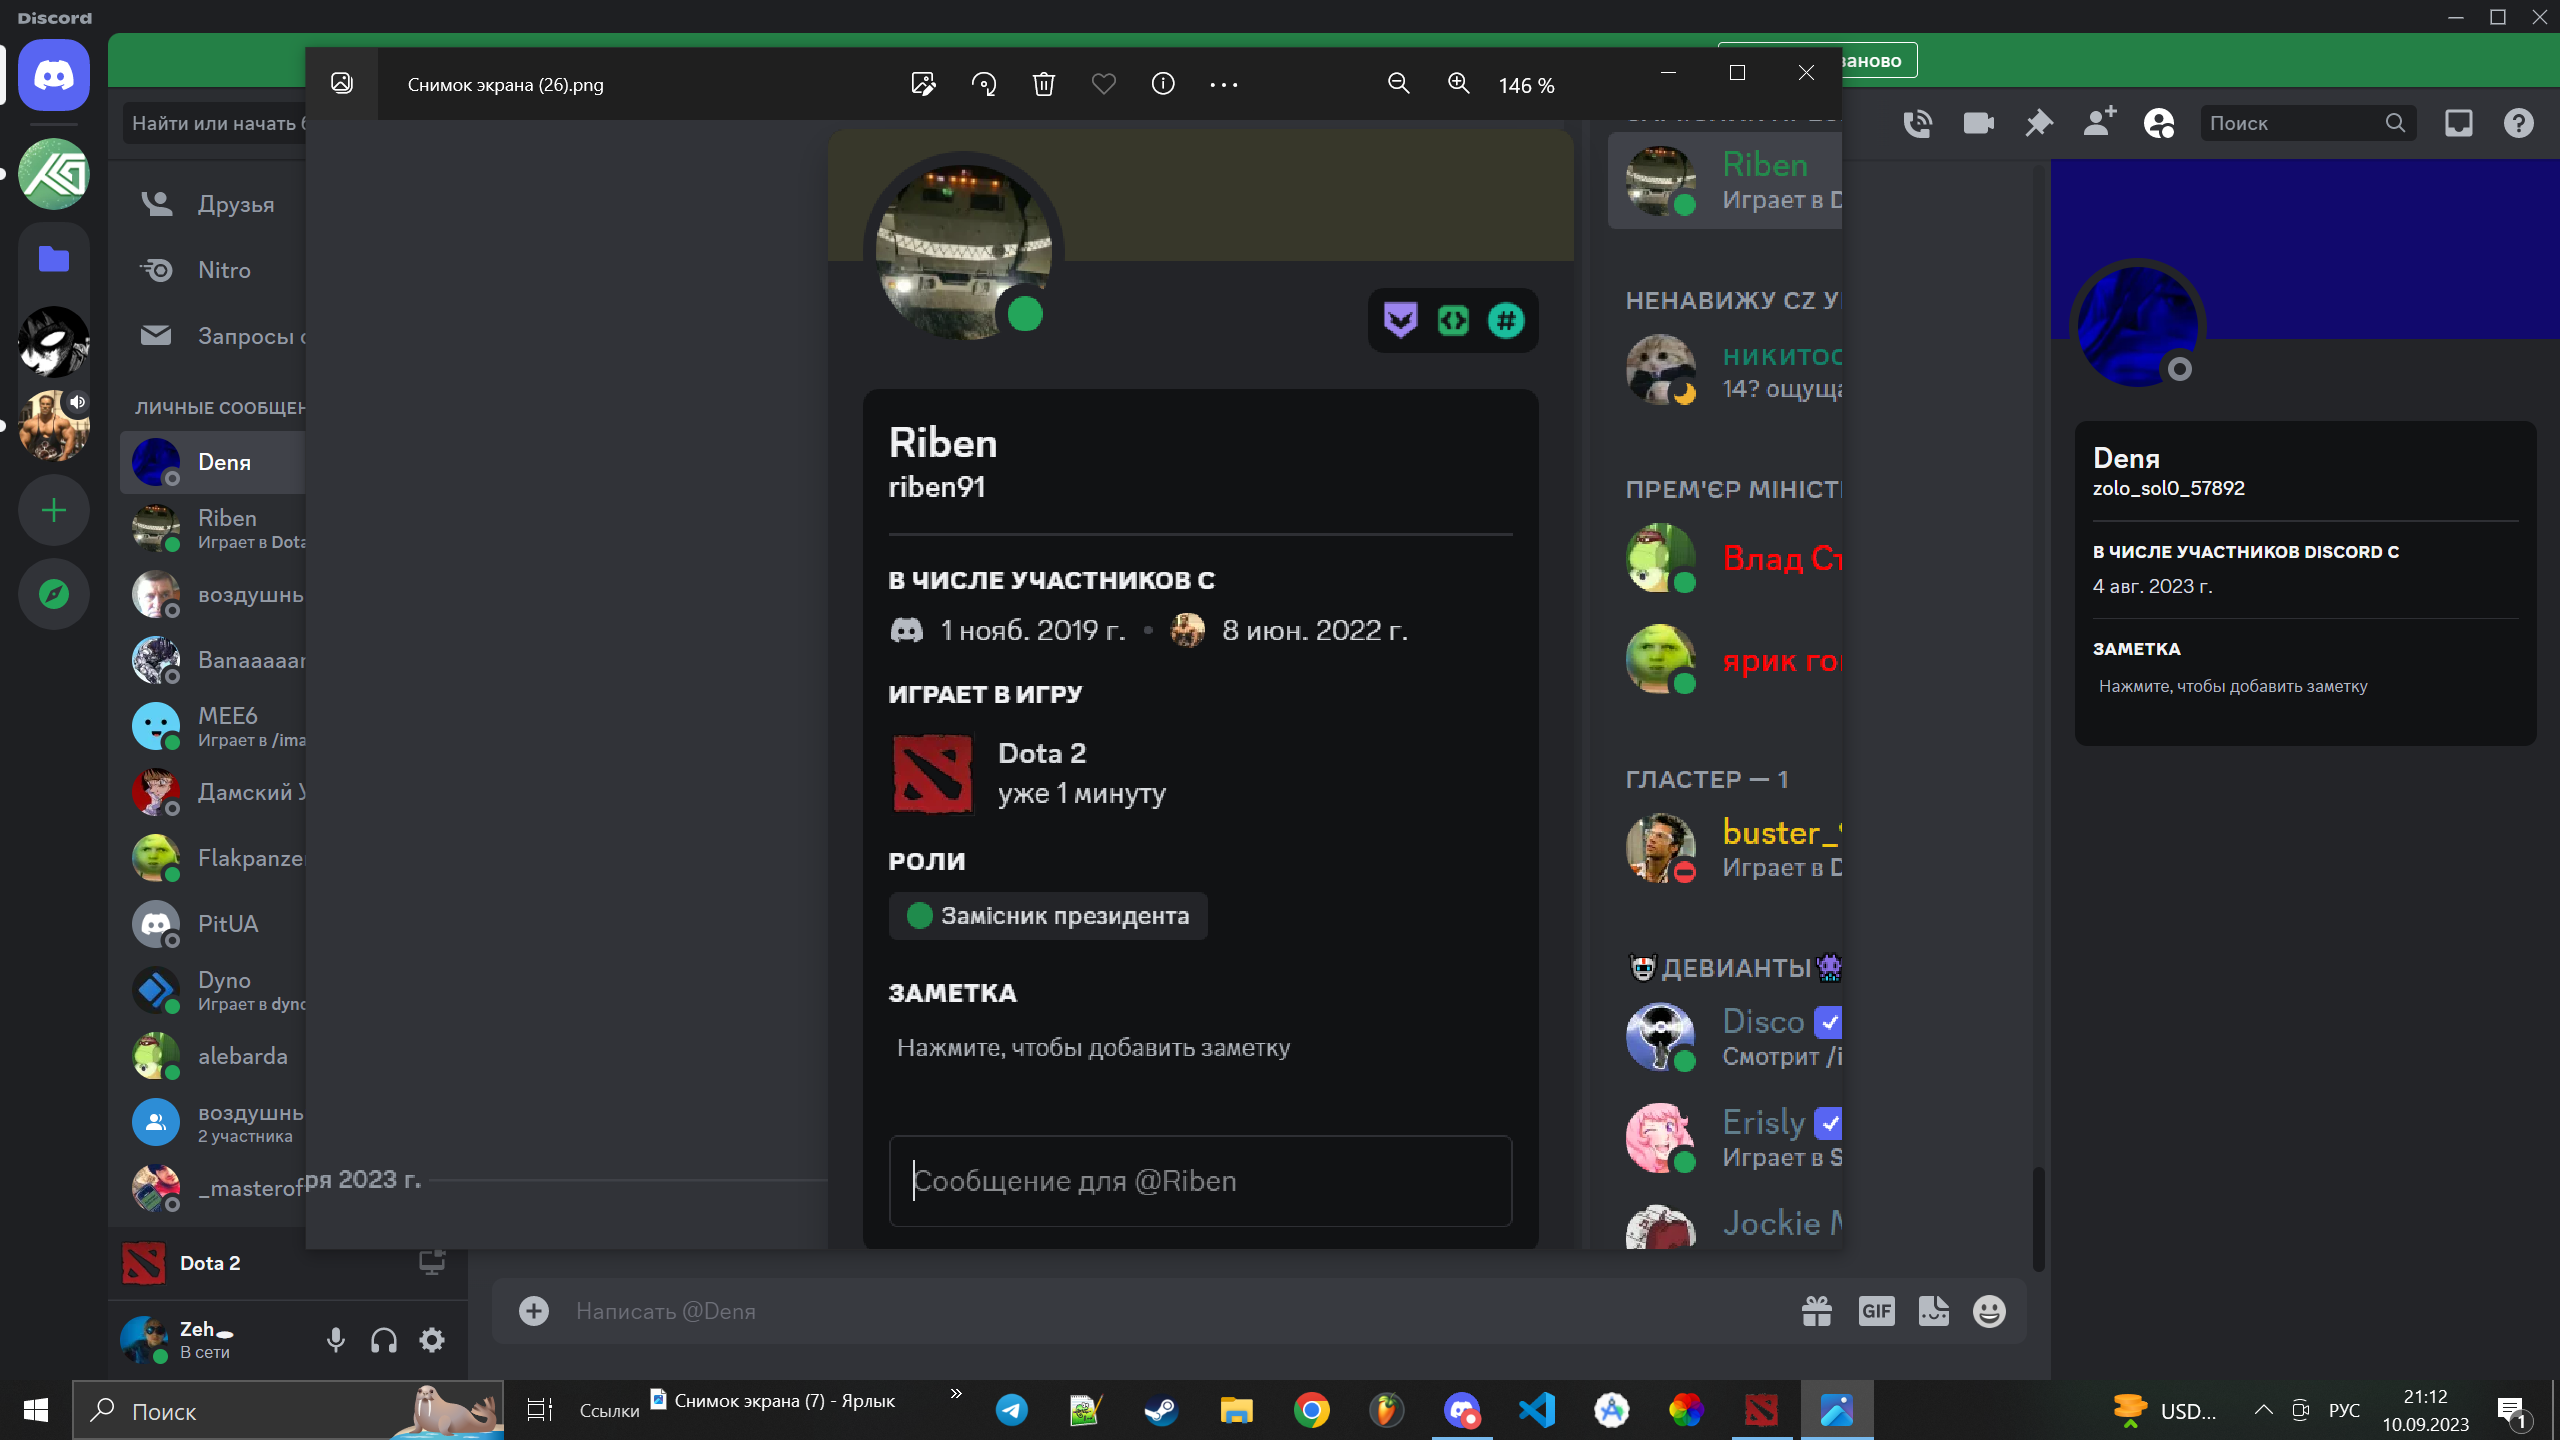 Discord
ваново
Снимок экрана (26).png
146 %
Найти или начать б
Поиск
Друзья
Nitro
Запросы о
ЛИЧНЫЕ СООБЩЕН
Denя
Riben
Играет в Dota
воздушнь
Banaaaaar
MEE6
Играет в /ima
Дамский У
Flakpanze
PitUA
Dyno
Играет в dyno
alebarda
воздушнь
2 участника
_masterof
Dota 2
Zeh
В сети
Riben
riben91
В ЧИСЛЕ УЧАСТНИКОВ С
1 нояб. 2019 г.
8 июн. 2022 г.
ИГРАЕТ В ИГРУ
Dota 2
уже 1 минуту
РОЛИ
Замісник президента
ЗАМЕТКА
Нажмите, чтобы добавить заметку
Сообщение для @Riben
ря 2023 г.
Riben
Играет в D
НЕНАВИЖУ CZ У
никитос
14? ощуща
ПРЕМ'ЄР МІНІСТ
Влад Ст
ярик го
ГЛАСТЕР — 1
buster_
Играет в D
ДЕВИАНТЫ
Disco
Смотрит /i
Erisly
Играет в S
Jockie M
Denя
zolo_sol0_57892
В ЧИСЛЕ УЧАСТНИКОВ DISCORD С
4 авг. 2023 г.
ЗАМЕТКА
Нажмите, чтобы добавить заметку
Написать @Denя
GIF
Поиск
Ссылки
Снимок экрана (7) - Ярлык
USD...
РУС
21:12
10.09.2023
1